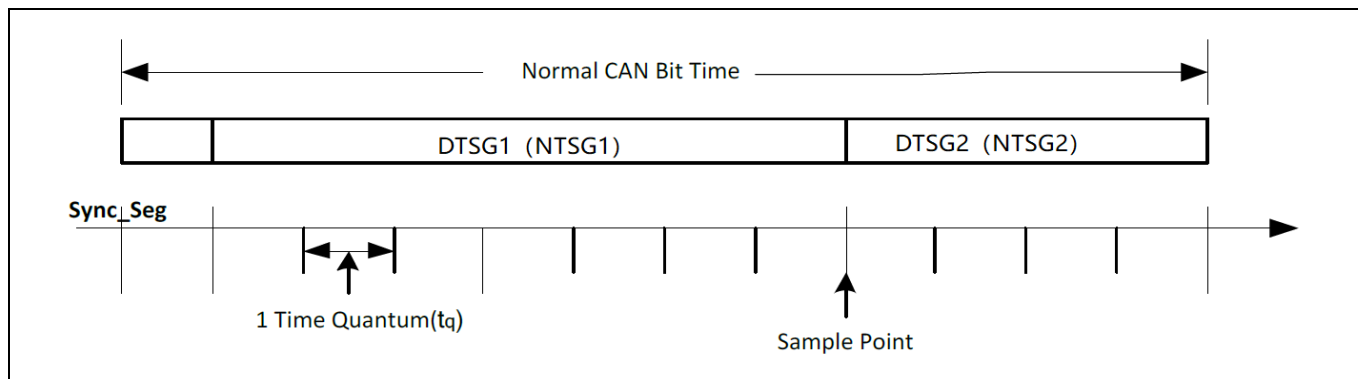 Normal CAN Bit Time
DTSG1（NTSG1）
DTSG2（NTSG2）
Sync_Seg
1 Time Quantum(tq)
Sample Point